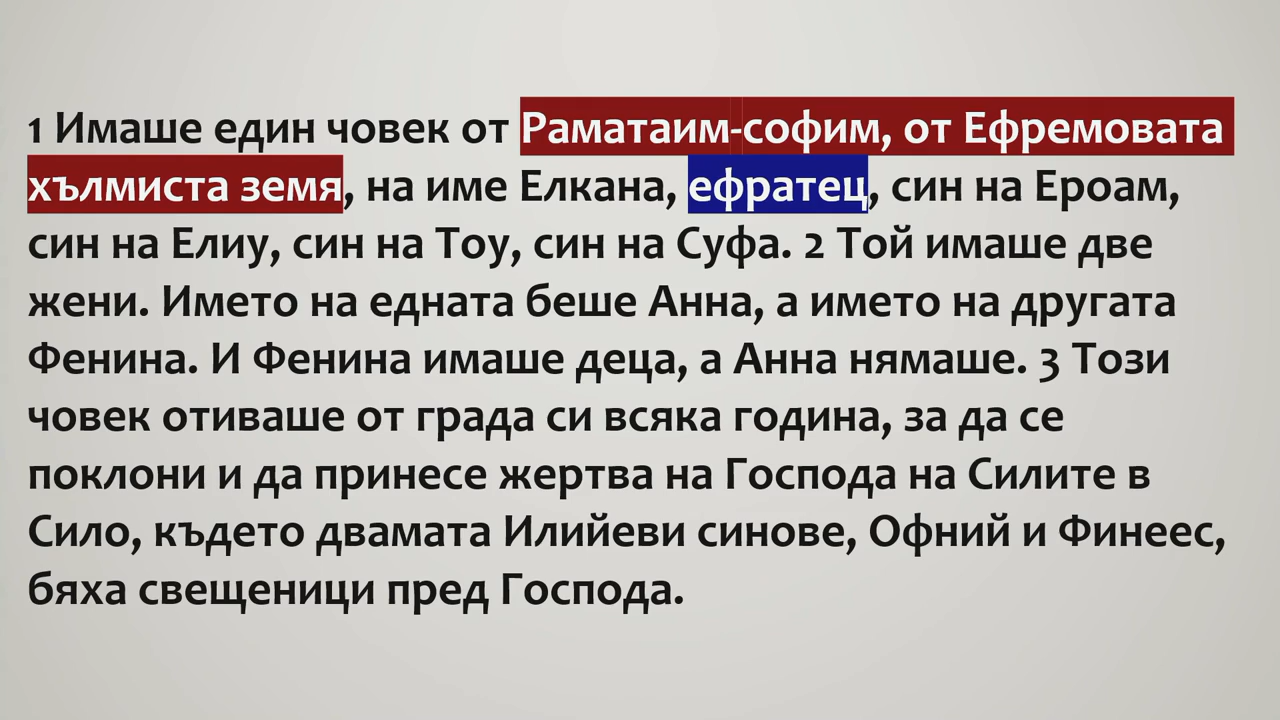 1 Имаше един човек от Раматаим-софим, от Ефремовата
хълмиста земя, на име Елкана, ефратец, син на Ероам,
син на Елиу, син на Тоу, син на Суфа. 2 Той имаше две
жени. Името на едната беше Анна, а името на другата
Фенина. И Фенина имаше деца, а Анна нямаше. 3 Този
човек отиваше от града си всяка година, за да се
поклони и да принесе жертва на Господа на Силите в
Сило, където двамата Илийеви синове, Офний и Финеес,
бяха свещеници пред Господа.